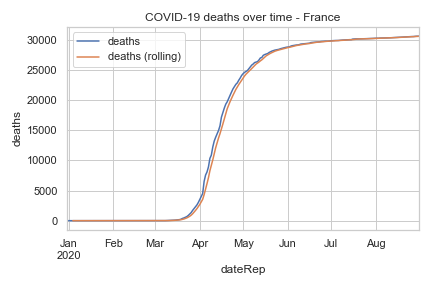 COVID-19 deaths over time - France
deaths
deaths (rolling)
30000
25000
20000
15000
10000
5000
0
deaths
Jan Feb Mar Apr May Jun Jul Aug
2020
dateRep